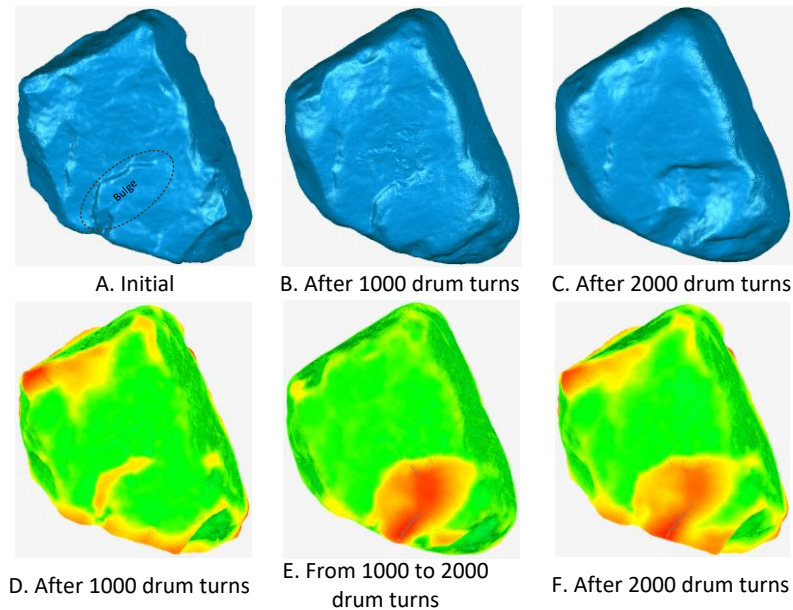 Bulge
A. Initial
B. After 1000 drum turns
C. After 2000 drum turns
D. After 1000 drum turns
E. From 1000 to 2000
drum turns
F. After 2000 drum turns